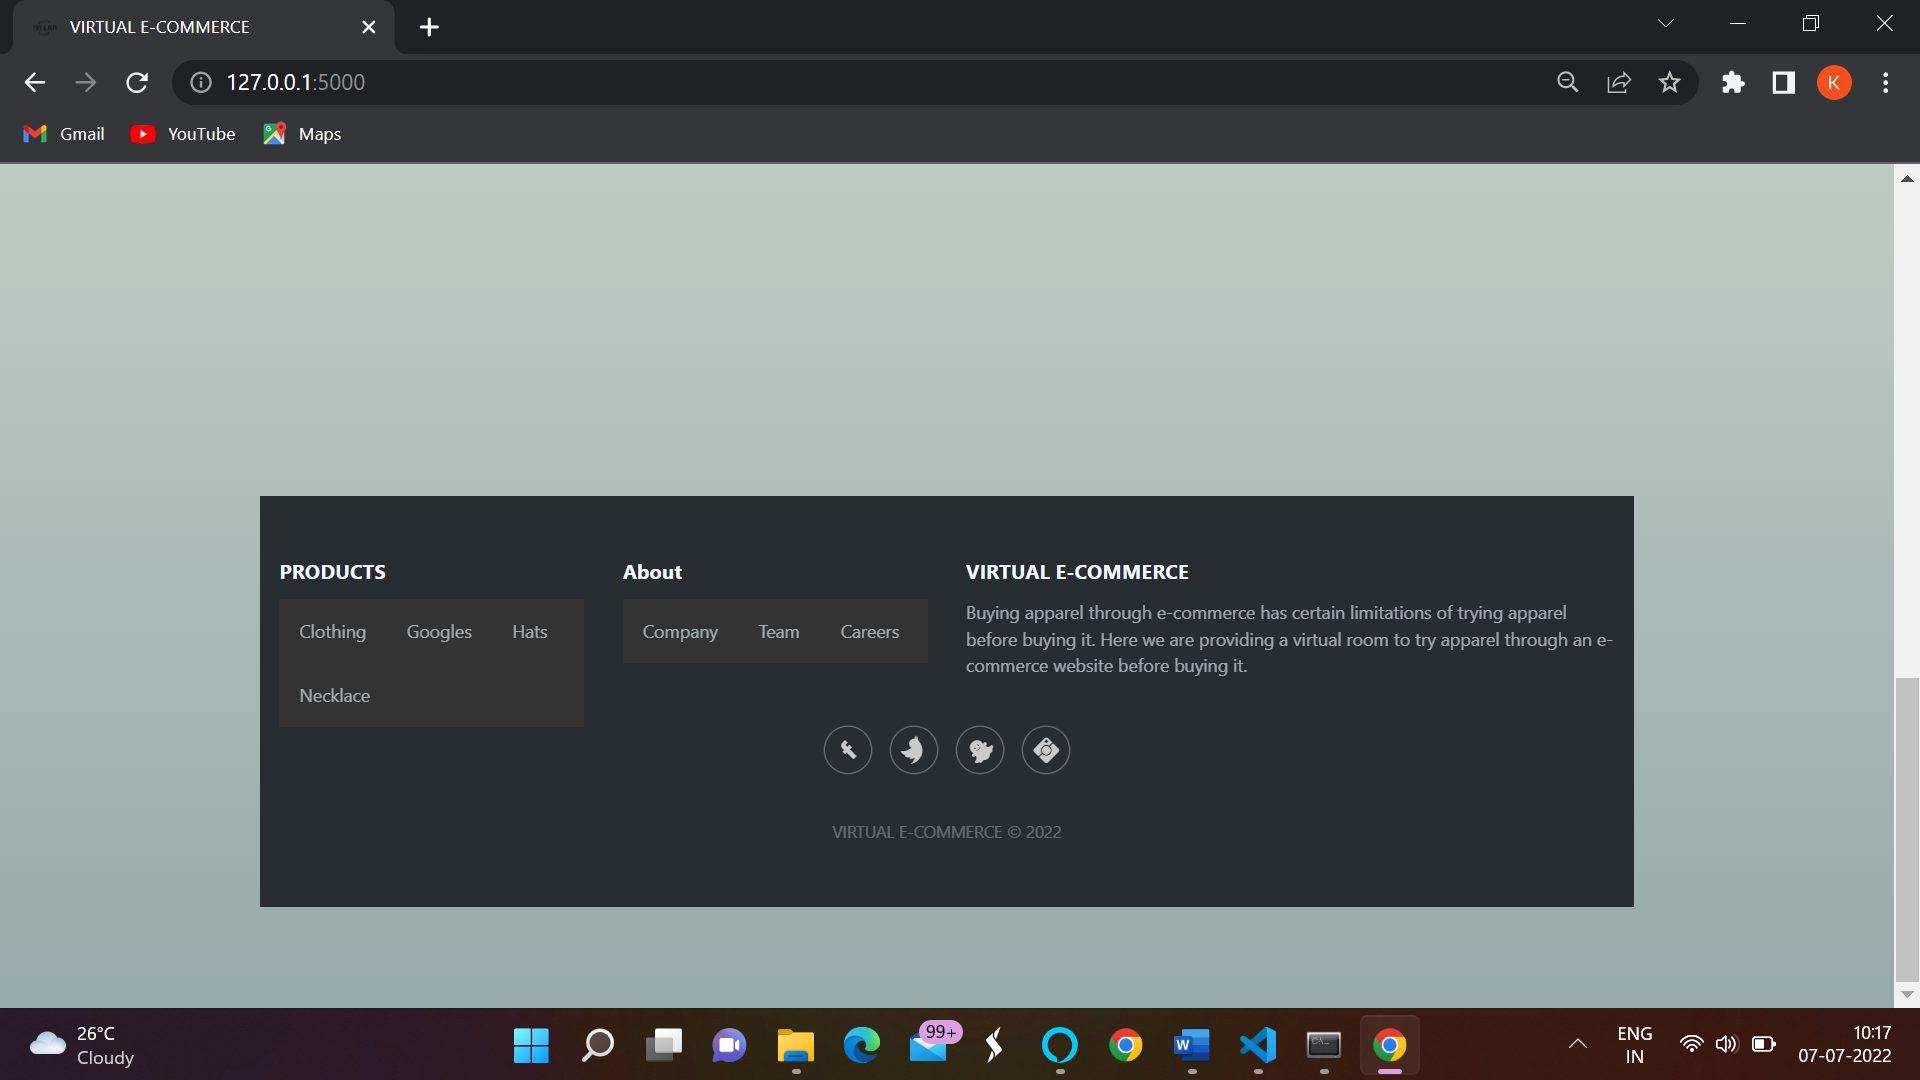 VIRTUAL E-COMMERCE
127.0.0.1:5000
K
Gmail YouTube Maps
PRODUCTS
Clothing Googles Hats
Necklace
About
Company Team Careers
VIRTUAL E-COMMERCE
Buying apparel through e-commerce has certain limitations of trying apparel
before buying it. Here we are providing a virtual room to try apparel through an e-
commerce website before buying it.
VIRTUAL E-COMMERCE © 2022
26°C
Cloudy
99+
W
C:\
ENG
IN
10:17
07-07-2022